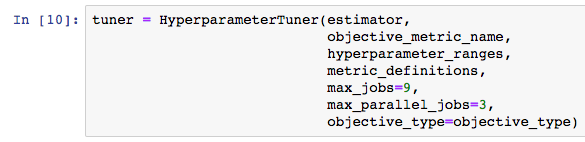 In [10]: tuner = HyperparameterTuner(estimator,
objective_metric_name,
hyperparameter_ranges,
metric_definitions,
max_jobs=9,
max_parallel_jobs=3,
objective_type=objective_type)